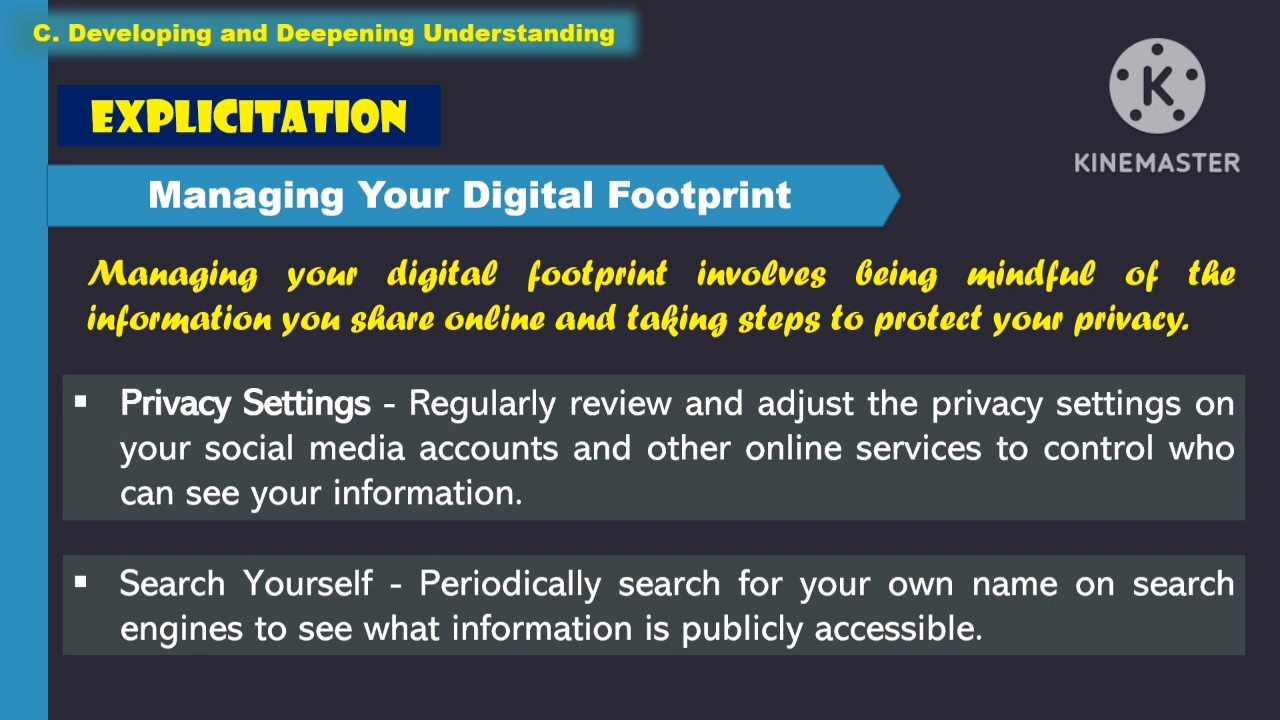 C. Developing and Deepening Understanding
EXPLICITATION
K
KINEMASTER
Managing Your Digital Footprint
Managing your digital footprint involves being mindful of the
information you share online and taking steps to protect your privacy.
▪ Privacy Settings - Regularly review and adjust the privacy settings on
your social media accounts and other online services to control who
can see your information.
▪ Search Yourself - Periodically search for your own name on search
engines to see what information is publicly accessible.